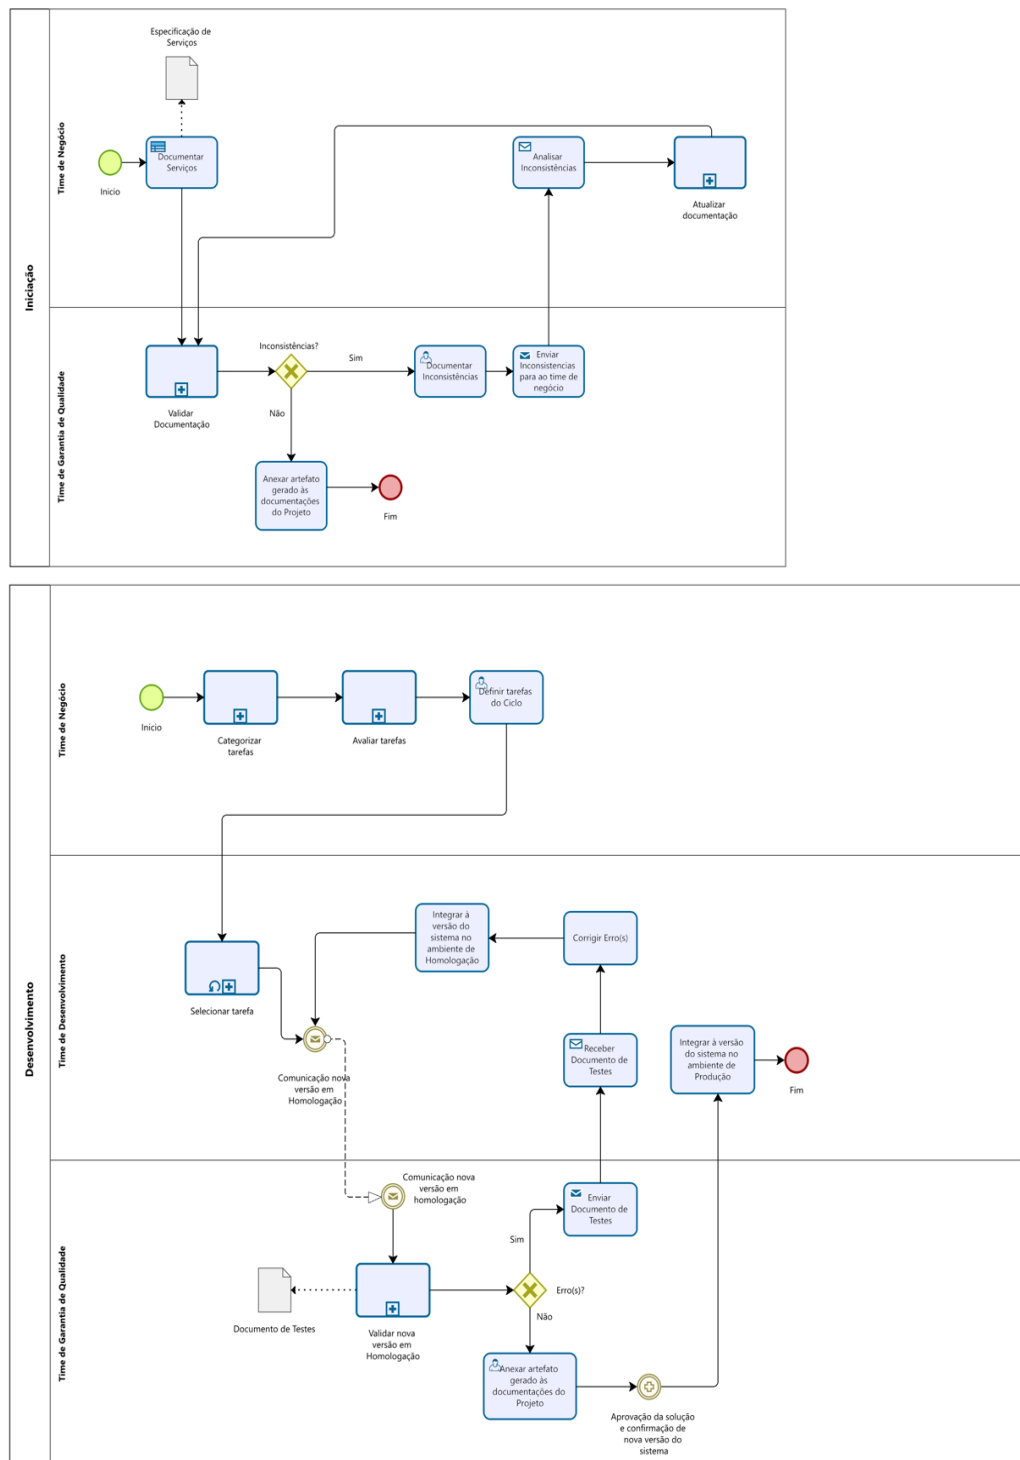 Iniciação
Time de Negócio
Especificação de
Serviços
Inicio
Documentar
Serviços
Analisar
Inconsistências
Atualizar
documentação
Time de Garantia de Qualidade
Validar
Documentação
Inconsistências?
Sim
Não
Documentar
Inconsistências
Enviar
Inconsistencias
para ao time de
negócio
Anexar artefato
gerado às
documentações
do Projeto
Fim
Desenvolvimento
Time de Negócio
Inicio
Categorizar
tarefas
Avaliar tarefas
Definir tarefas
do Ciclo
Time de Desenvolvimento
Selecionar tarefa
Comunicação nova
versão em
Homologação
Integrar à
versão do
sistema no
ambiente de
Homologação
Corrigir Erro(s)
Receber
Documento de
Testes
Integrar à versão
do sistema no
ambiente de
Produção
Fim
Time de Garantia de Qualidade
Comunicação nova
versão em
homologação
Enviar
Documento de
Testes
Documento de Testes
Validar nova
versão em
Homologação
Sim
Erro(s)?
Não
Anexar artefato
gerado às
documentações do
Projeto
Aprovação da solução
e confirmação de
nova versão do
sistema